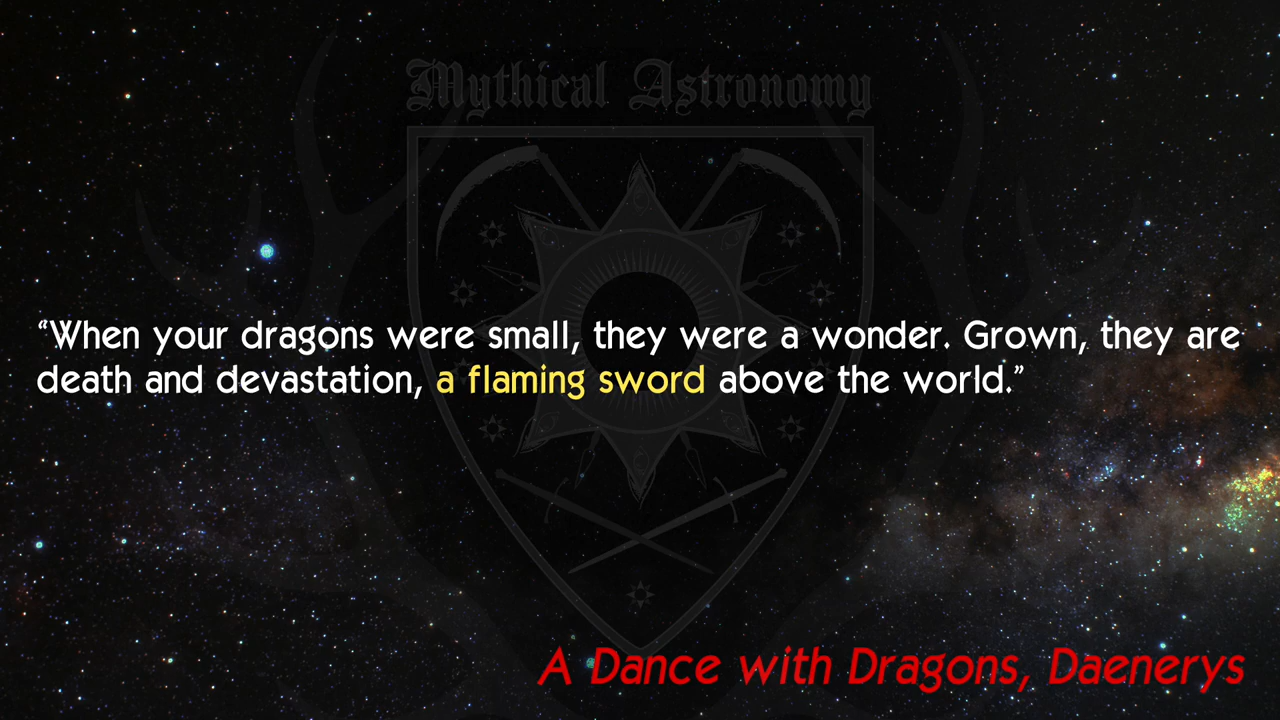 Mythical Astronomy
“When your dragons were small, they were a wonder. Grown, they are
death and devastation, a flaming sword above the world.”
A Dance with Dragons, Daenerys